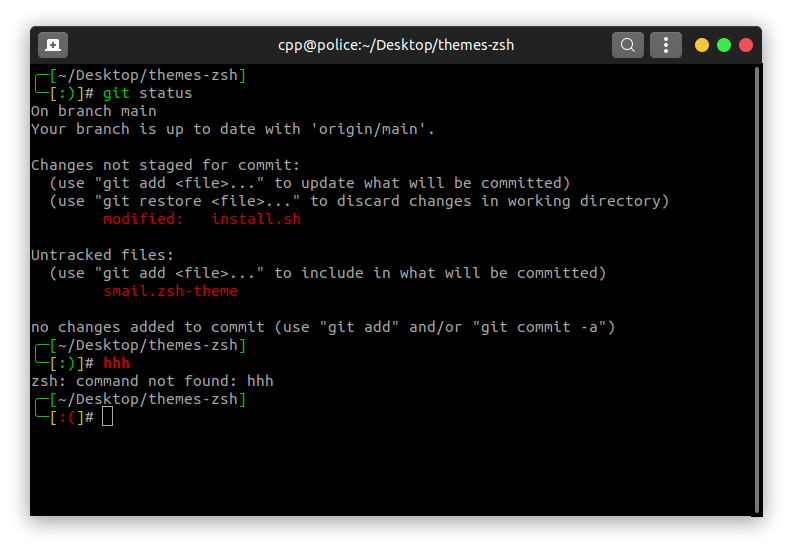 cpp@police:~/Desktop/themes-zsh
┌─[~/Desktop/themes-zsh]
└─[:)]# git status
On branch main
Your branch is up to date with 'origin/main'.
Changes not staged for commit:
  (use "git add <file>..." to update what will be committed)
  (use "git restore <file>..." to discard changes in working directory)
        modified:   install.sh
Untracked files:
  (use "git add <file>..." to include in what will be committed)
        smail.zsh-theme
no changes added to commit (use "git add" and/or "git commit -a")
┌─[~/Desktop/themes-zsh]
└─[:)]# hhh
zsh: command not found: hhh
┌─[~/Desktop/themes-zsh]
└─[:(]#